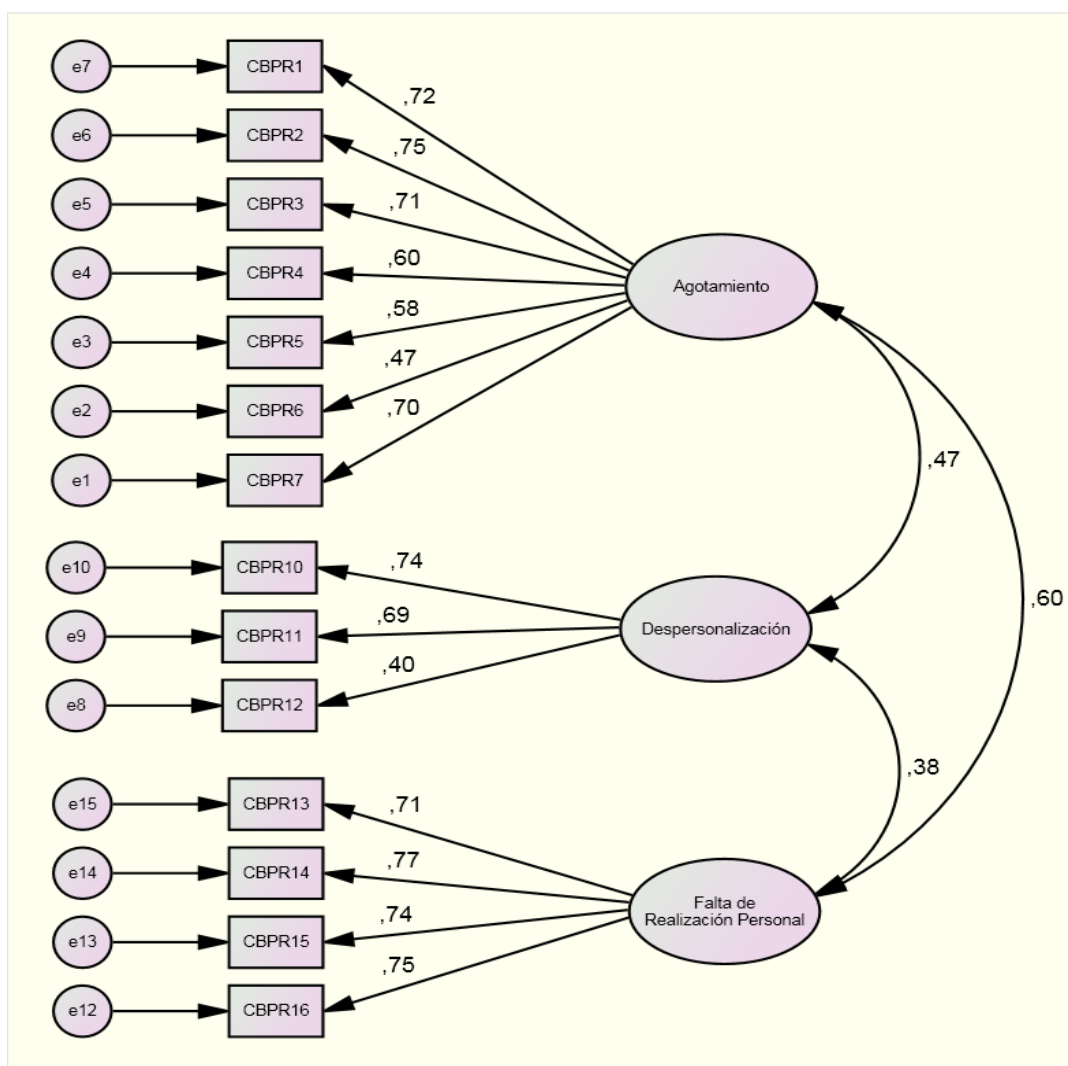 e7
CBPR1
,72
e6
CBPR2
,75
e5
CBPR3
,71
e4
CBPR4
,60
e3
CBPR5
,58
e2
CBPR6
,47
e1
CBPR7
,70
Agotamiento
,47
e10
CBPR10
,74
e9
CBPR11
,69
e8
CBPR12
,40
Despersonalización
,60
,38
e15
CBPR13
,71
e14
CBPR14
,77
e13
CBPR15
,74
e12
CBPR16
,75
Falta de
Realización Personal